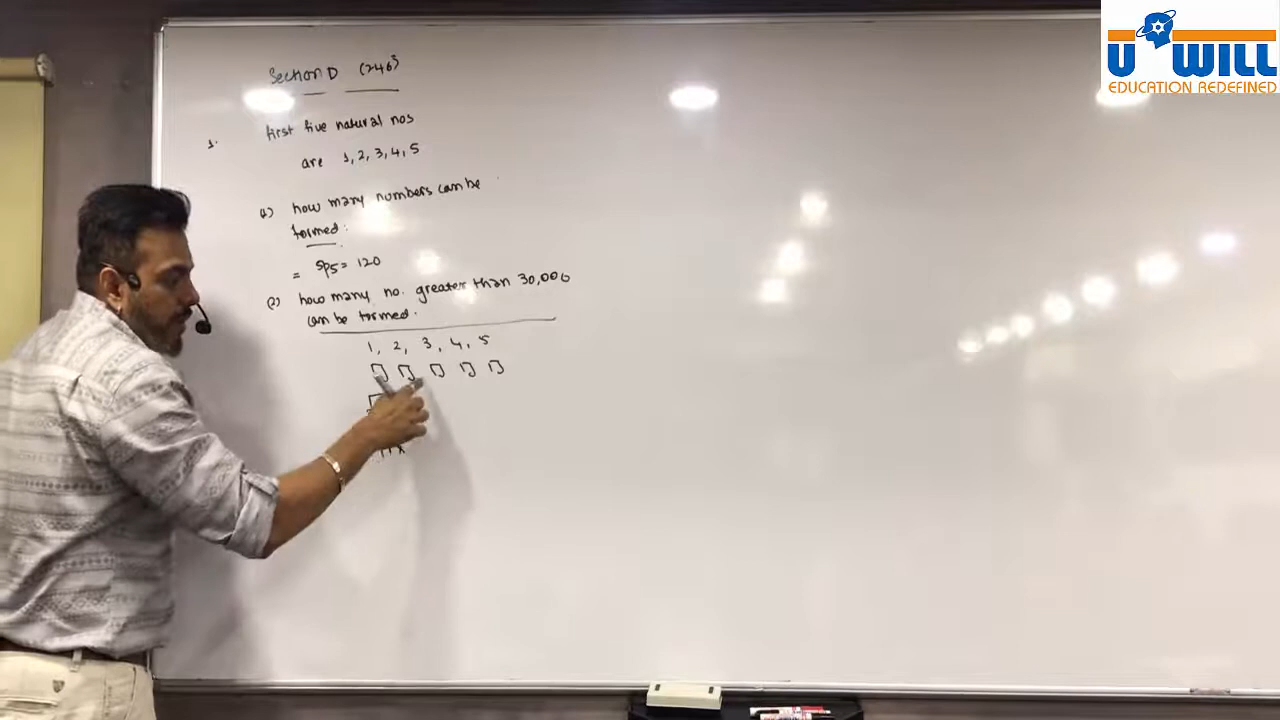 U WILL
EDUCATION REDEFINED
Section D (246)
1. first five natural nos
are 1, 2, 3, 4, 5
(1) how many numbers can be
formed.
= 5P5 = 120
(2) how many no. greater than 30,000
can be formed.
1, 2, 3, 4, 5